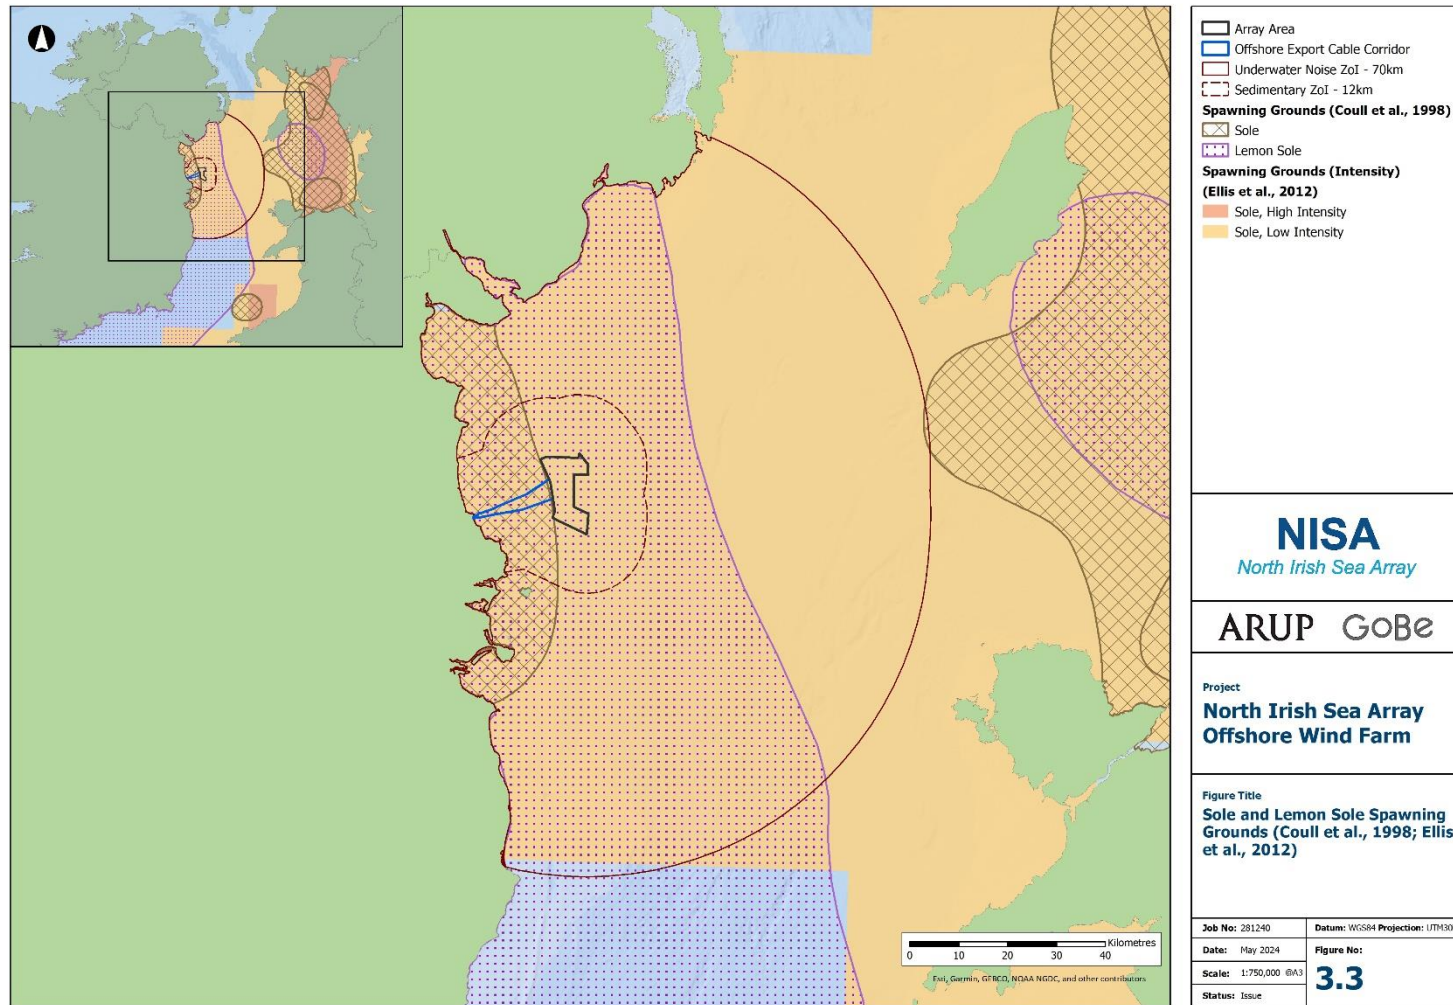 Array Area
Offshore Export Cable Corridor
Underwater Noise ZoI - 70km
Sedimentary ZoI - 12km
Spawning Grounds (Coull et al., 1998)
Sole
Lemon Sole
Spawning Grounds (Intensity)
(Ellis et al., 2012)
Sole, High Intensity
Sole, Low Intensity
NISA
North Irish Sea Array
ARUP GoBe
Project
North Irish Sea Array
Offshore Wind Farm
Figure Title
Sole and Lemon Sole Spawning
Grounds (Coull et al., 1998; Ellis
et al., 2012)
Job No: 281240
Datum: WGS84 Projection: UTM30
Date: May 2024
Figure No:
Scale: 1:750,000 @A3
3.3
Status: Issue
Kilometres
0 10 20 30 40
Esri, Garmin, GEBCO, NOAA NGDC, and other contributors